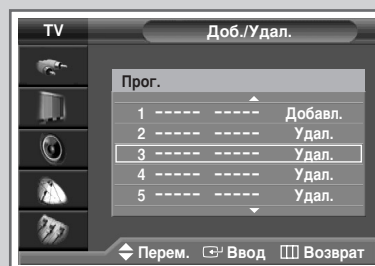 TV Доб./Удал.
Прог.
1 ----- ----- Добавл.
2 ----- ----- Удал.
3 ----- ----- Удал.
4 ----- ----- Удал.
5 ----- ----- Удал.
Перем. Ввод Возврат